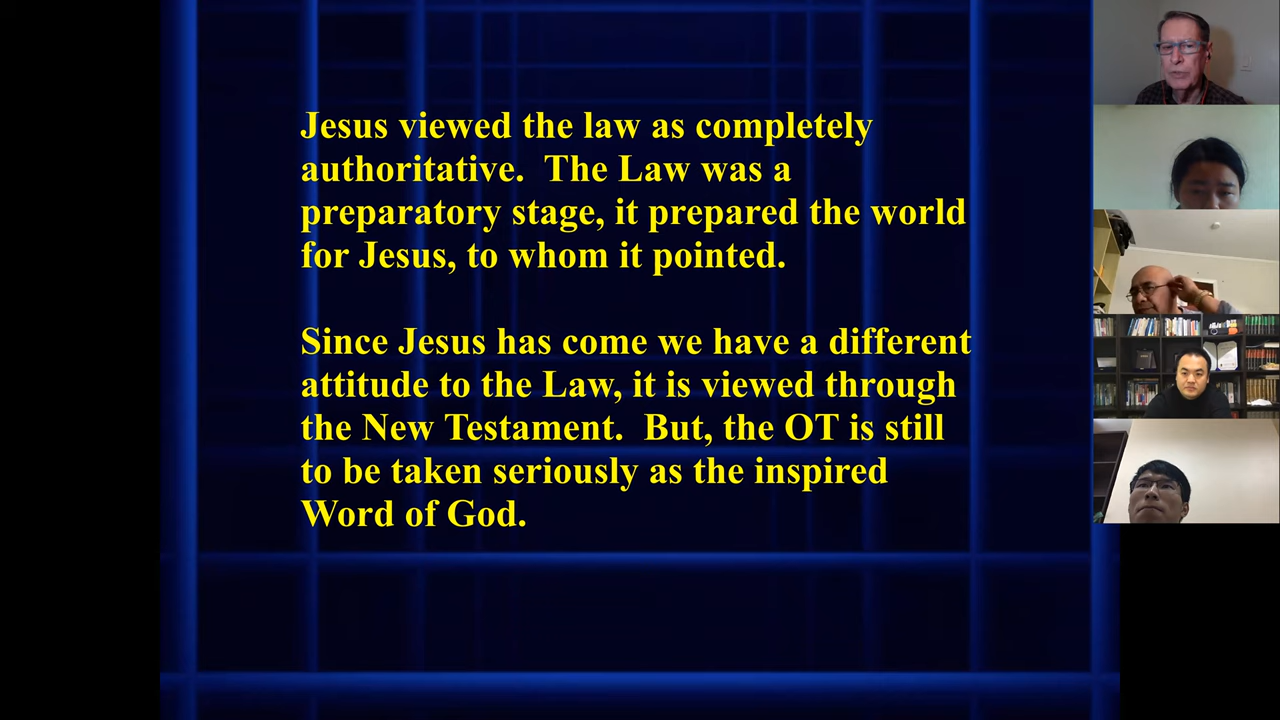 Jesus viewed the law as completely
authoritative.  The Law was a
preparatory stage, it prepared the world
for Jesus, to whom it pointed.
Since Jesus has come we have a different
attitude to the Law, it is viewed through
the New Testament.  But, the OT is still
to be taken seriously as the inspired
Word of God.